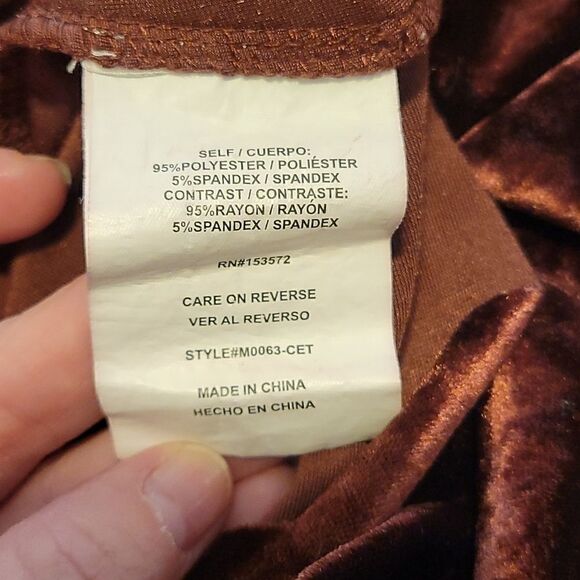 SELF / CUERPO:
95%POLYESTER / POLIÉSTER
5%SPANDEX / SPANDEX
CONTRAST / CONTRASTE:
95%RAYON / RAYÓN
5%SPANDEX / SPANDEX
RN#153572
CARE ON REVERSE
VER AL REVERSO
STYLE#M0063-CET
MADE IN CHINA
HECHO EN CHINA